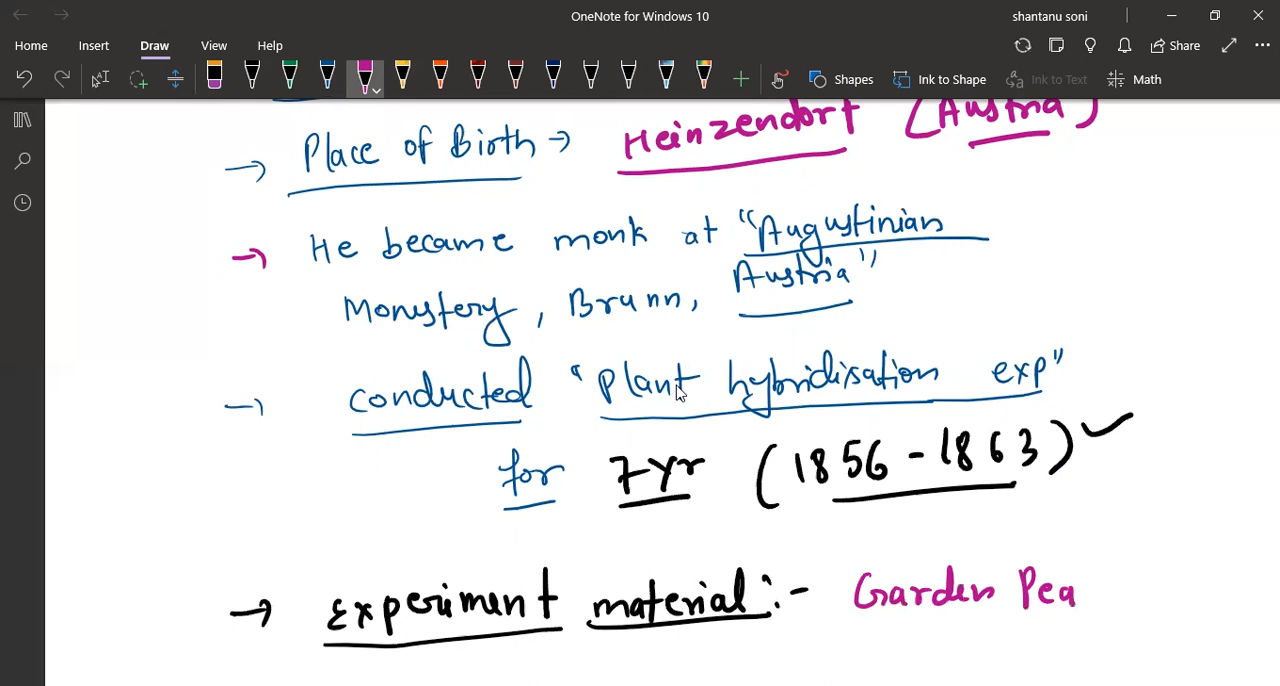 OneNote for Windows 10
shantanu soni
Home Insert Draw View Help
Share
Shapes Ink to Shape Ink to Text Math
Heinzendorf (Austria)
→ Place of Birth →
→ He became monk at "Augustinian
Monystery, Brunn, Austria"
→ conducted "Plant hybridisation exp"
for 7yr (1856-1863) ✓
→ Experiment material :- Garden Pea